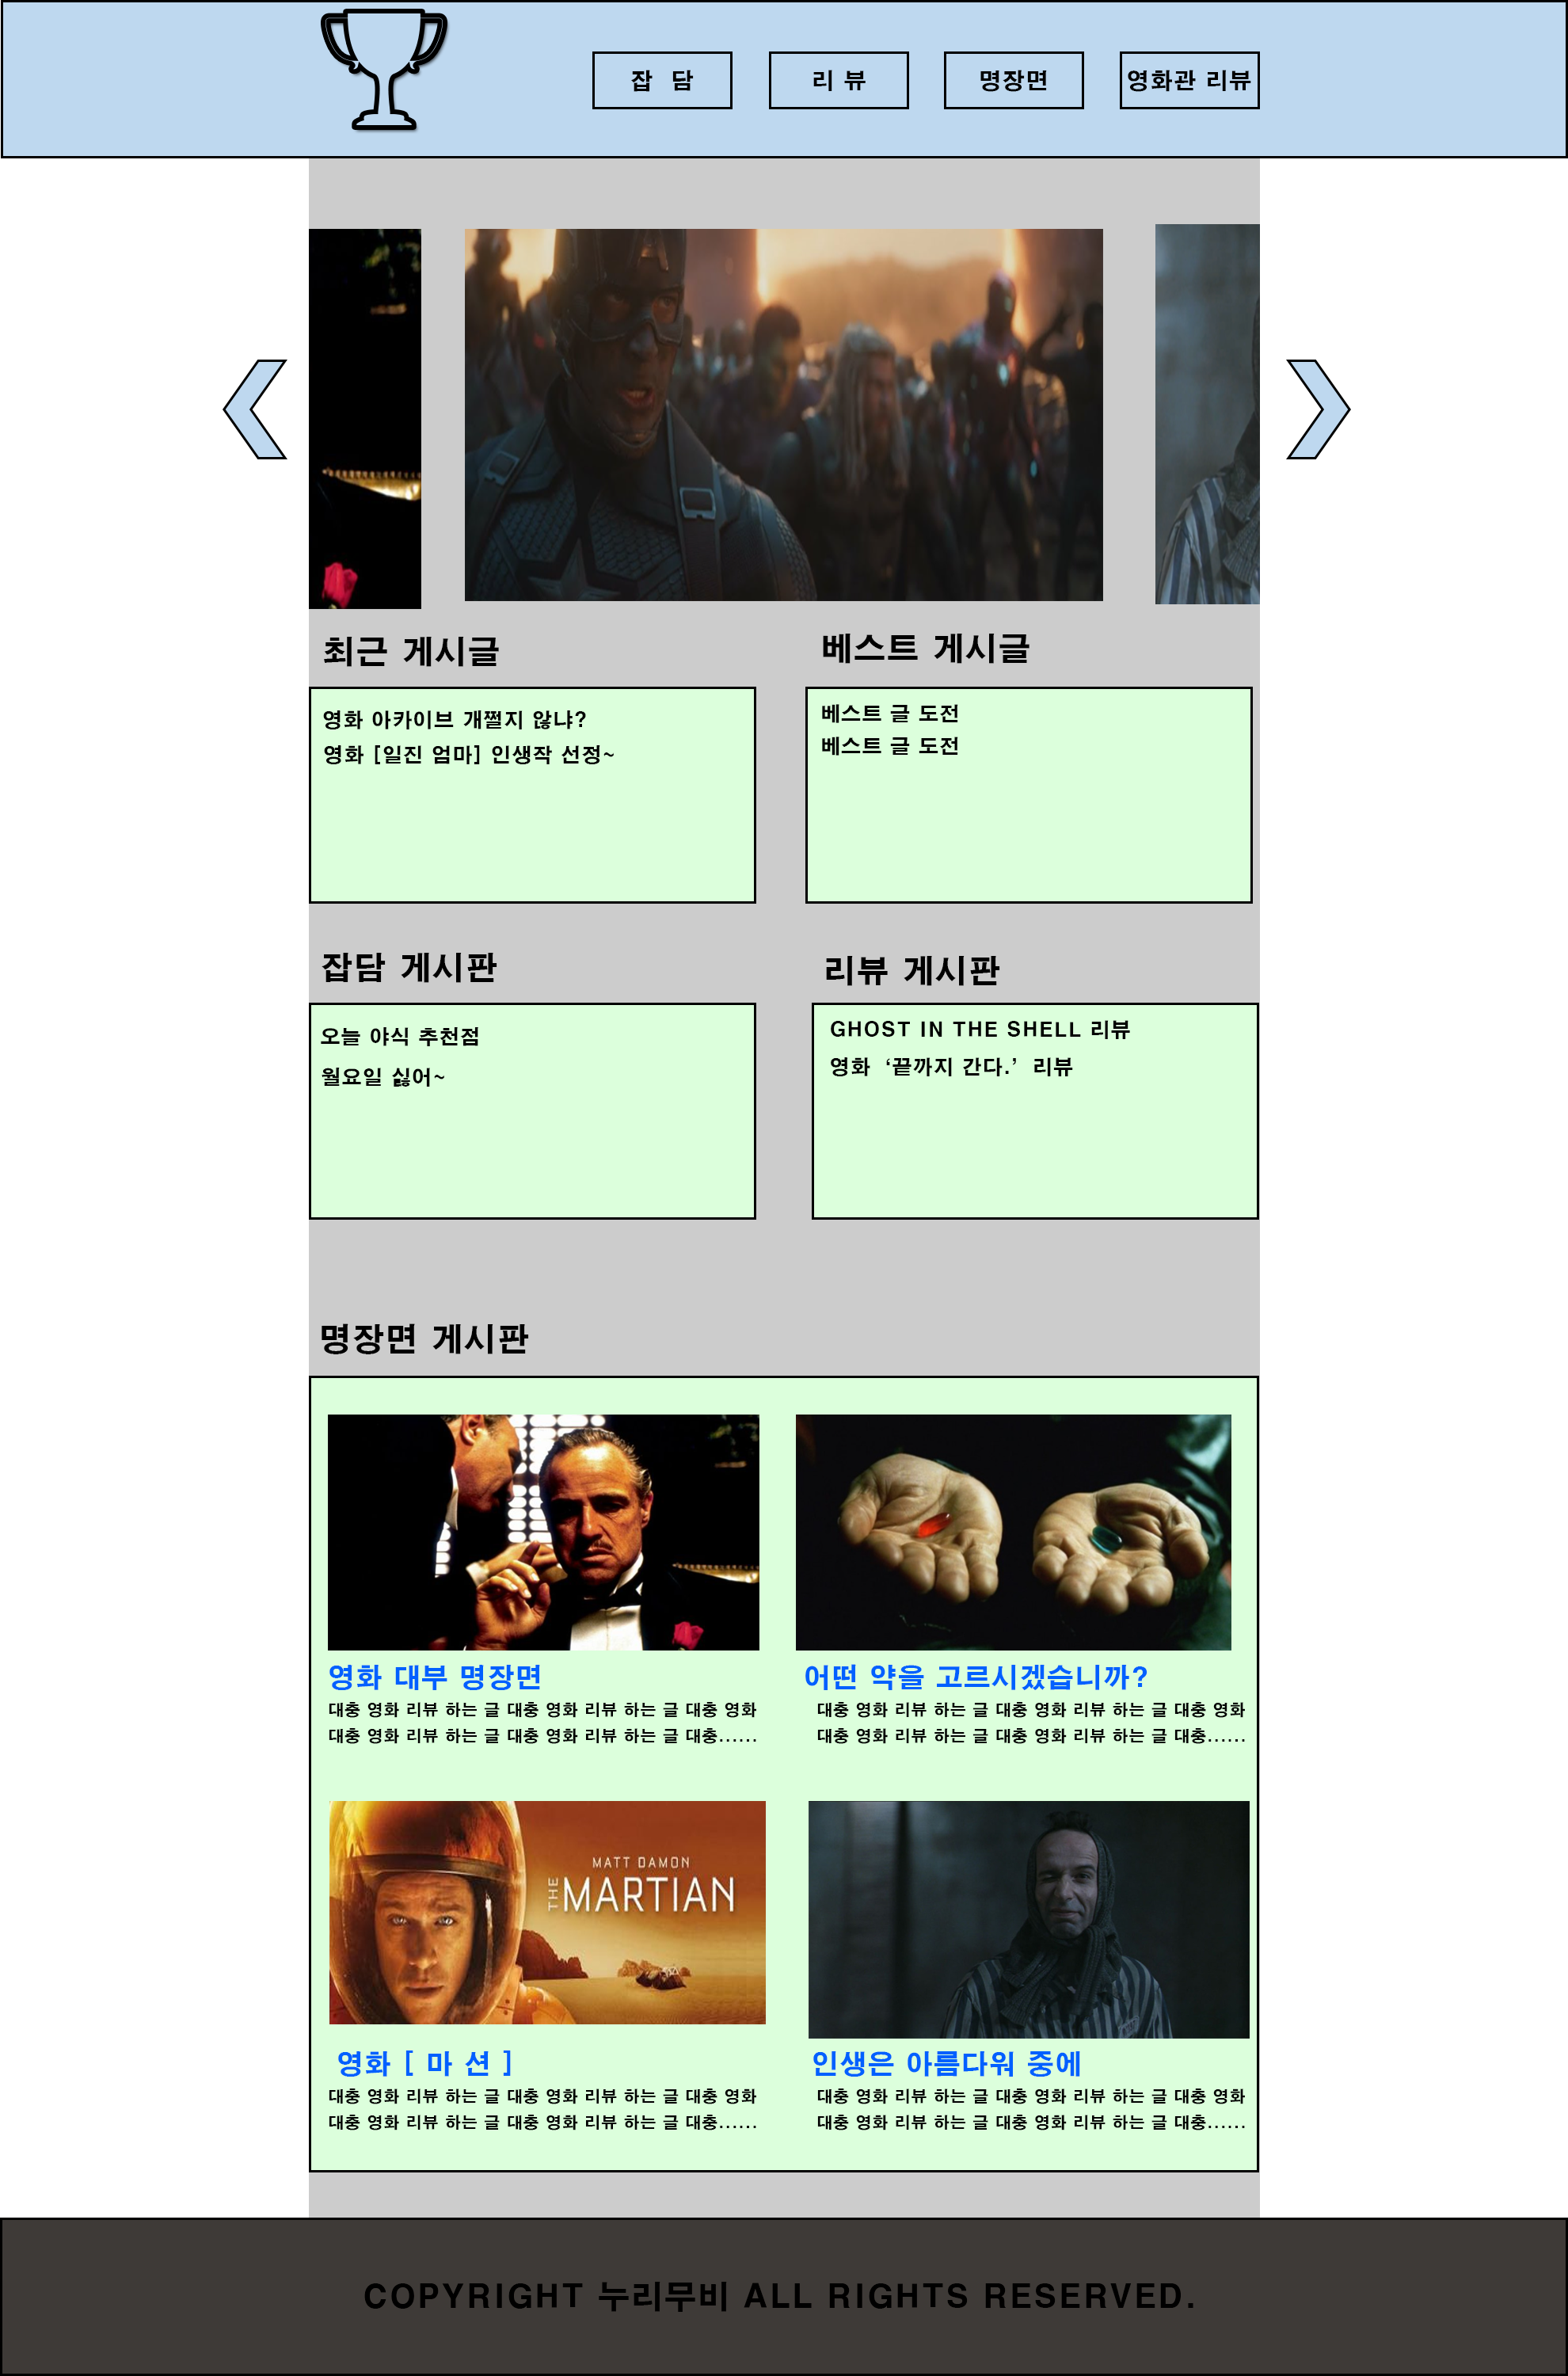 잡 담
리 뷰
명장면
영화관 리뷰
최근 게시글
베스트 게시글
영화 아카이브 개쩔지 않냐?
영화 [일진 엄마] 인생작 선정~
베스트 글 도전
베스트 글 도전
잡담 게시판
리뷰 게시판
오늘 야식 추천점
월요일 싫어~
GHOST IN THE SHELL 리뷰
영화 ‘끝까지 간다.’ 리뷰
명장면 게시판
영화 대부 명장면
대충 영화 리뷰 하는 글 대충 영화 리뷰 하는 글 대충 영화
대충 영화 리뷰 하는 글 대충 영화 리뷰 하는 글 대충......
어떤 약을 고르시겠습니까?
대충 영화 리뷰 하는 글 대충 영화 리뷰 하는 글 대충 영화
대충 영화 리뷰 하는 글 대충 영화 리뷰 하는 글 대충......
MATT DAMON
THE MARTIAN
영화 [ 마 션 ]
대충 영화 리뷰 하는 글 대충 영화 리뷰 하는 글 대충 영화
대충 영화 리뷰 하는 글 대충 영화 리뷰 하는 글 대충......
인생은 아름다워 중에
대충 영화 리뷰 하는 글 대충 영화 리뷰 하는 글 대충 영화
대충 영화 리뷰 하는 글 대충 영화 리뷰 하는 글 대충......
COPYRIGHT 누리무비 ALL RIGHTS RESERVED.